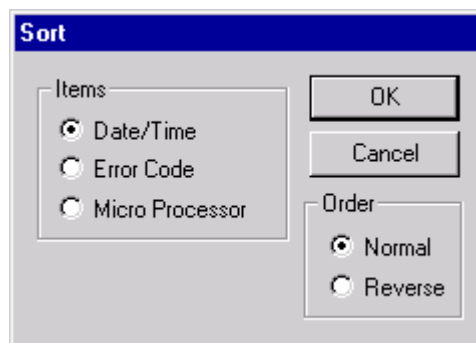 Sort
Items
Date/Time
Error Code
Micro Processor
OK
Cancel
Order
Normal
Reverse